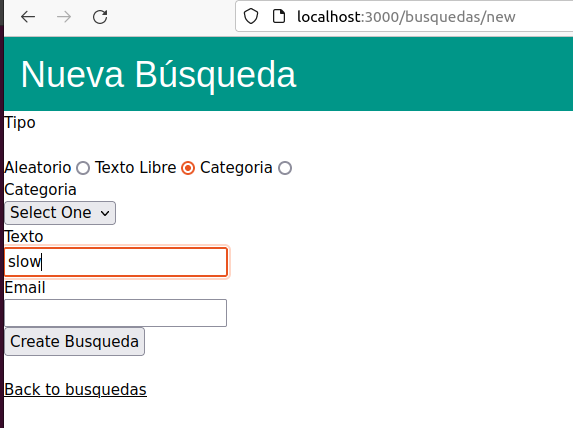 localhost:3000/busquedas/new
Nueva Búsqueda
Tipo
Aleatorio Texto Libre Categoria
Categoria
Select One
Texto
slow
Email
Create Busqueda
Back to busquedas